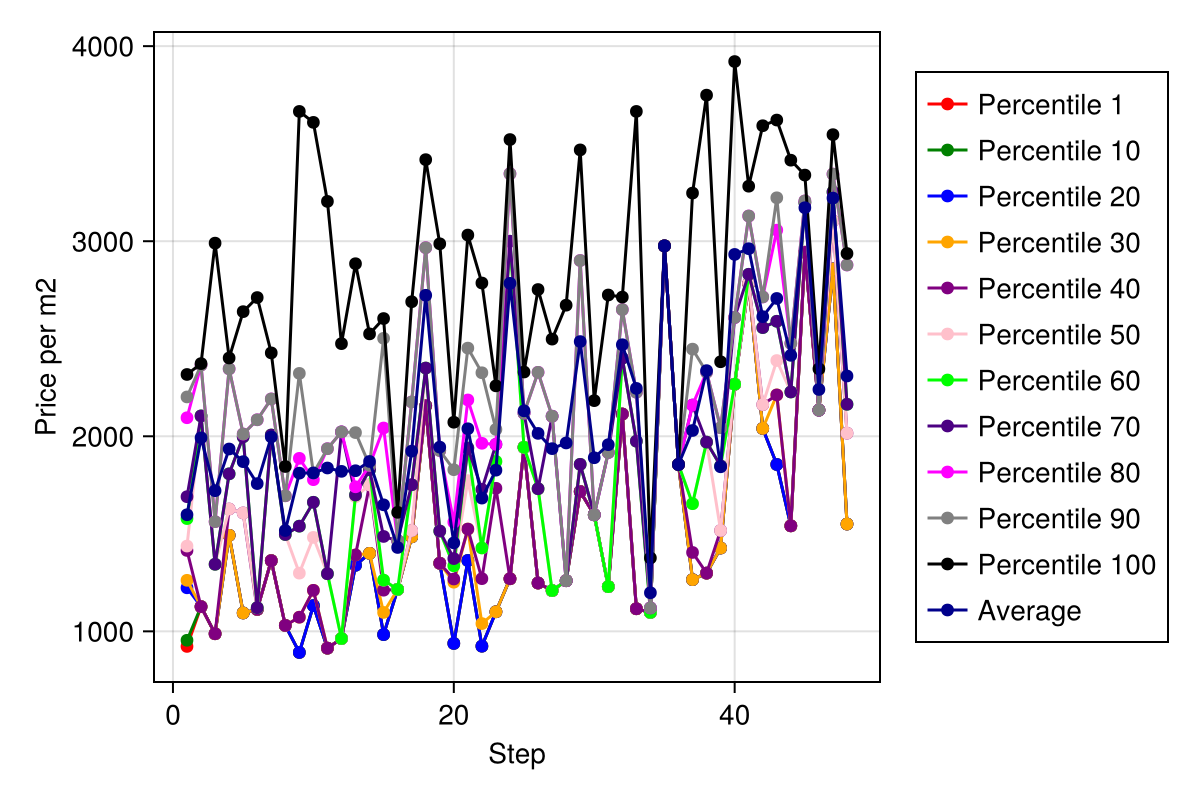 4000
3000
2000
1000
Price per m2
0
20
40
Step
Percentile 1
Percentile 10
Percentile 20
Percentile 30
Percentile 40
Percentile 50
Percentile 60
Percentile 70
Percentile 80
Percentile 90
Percentile 100
Average